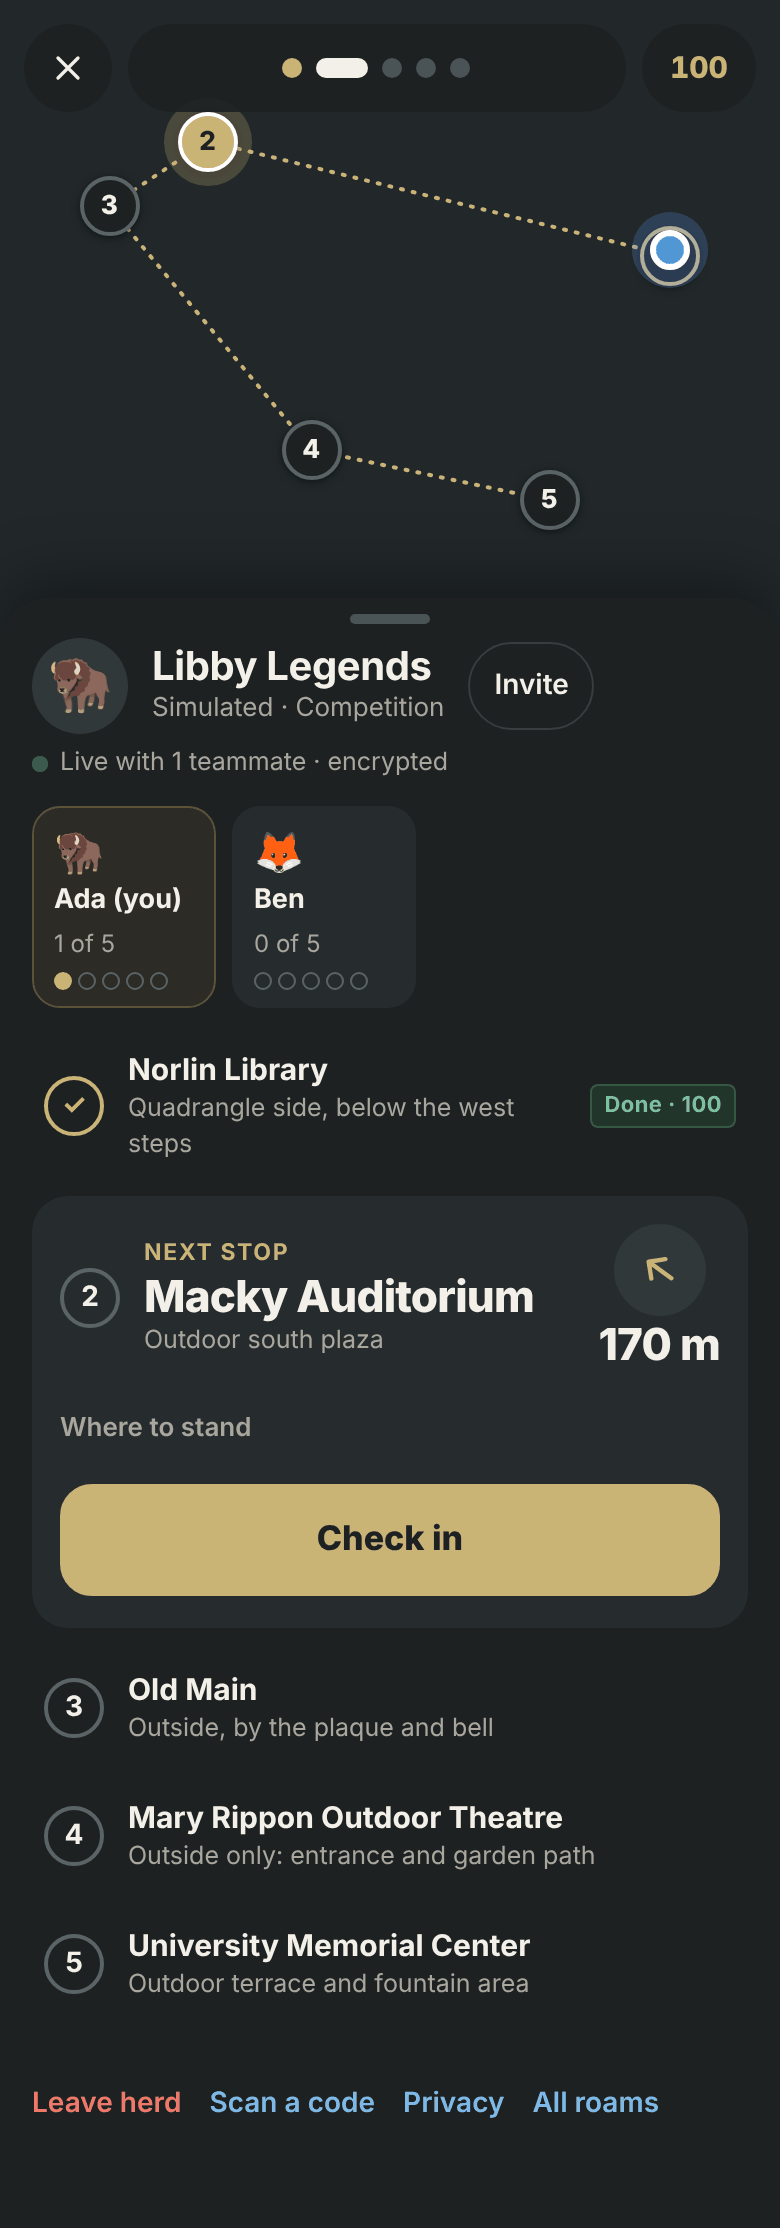 100
2
3
4
5
Libby Legends
Simulated · Competition
Invite
Live with 1 teammate · encrypted
Ada (you)
1 of 5
Ben
0 of 5
Norlin Library
Quadrangle side, below the west
steps
Done · 100
NEXT STOP
2
Macky Auditorium
Outdoor south plaza
170 m
Where to stand
Check in
3
Old Main
Outside, by the plaque and bell
4
Mary Rippon Outdoor Theatre
Outside only: entrance and garden path
5
University Memorial Center
Outdoor terrace and fountain area
Leave herd
Scan a code
Privacy
All roams